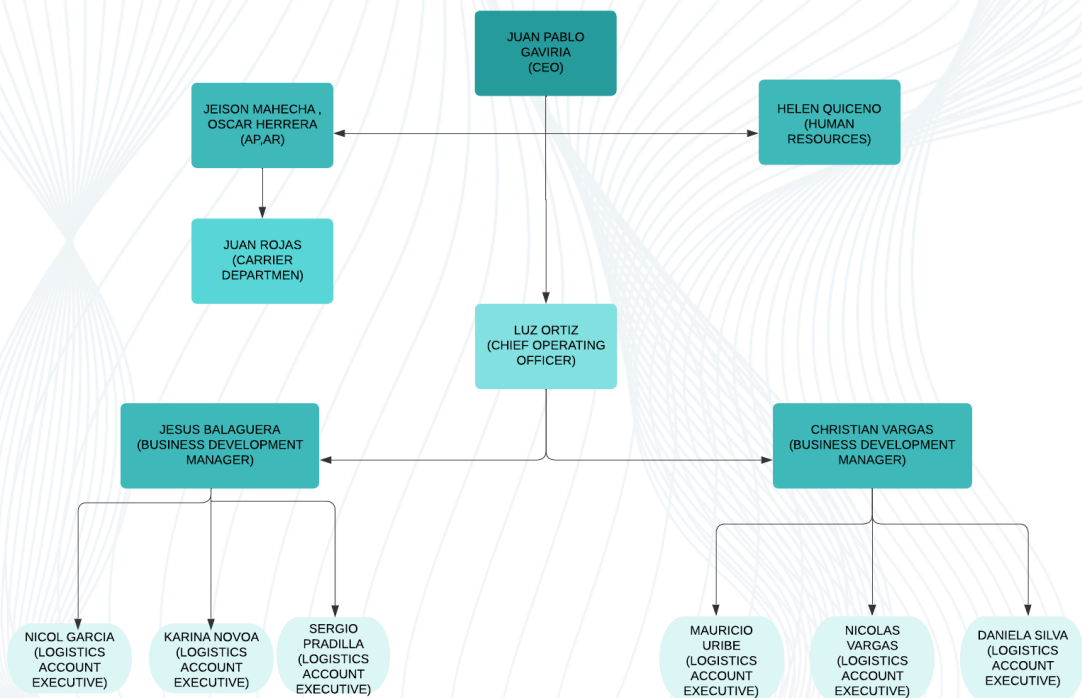 JUAN PABLO
GAVIRIA
(CEO)
JEISON MAHECHA ,
OSCAR HERRERA
(AP,AR)
HELEN QUICENO
(HUMAN
RESOURCES)
JUAN ROJAS
(CARRIER
DEPARTMEN)
LUZ ORTIZ
(CHIEF OPERATING
OFFICER)
JESUS BALAGUERA
(BUSINESS DEVELOPMENT
MANAGER)
CHRISTIAN VARGAS
(BUSINESS DEVELOPMENT
MANAGER)
NICOL GARCIA
(LOGISTICS
ACCOUNT
EXECUTIVE)
KARINA NOVOA
(LOGISTICS
ACCOUNT
EXECUTIVE)
SERGIO
PRADILLA
(LOGISTICS
ACCOUNT
EXECUTIVE)
MAURICIO
URIBE
(LOGISTICS
ACCOUNT
EXECUTIVE)
NICOLAS
VARGAS
(LOGISTICS
ACCOUNT
EXECUTIVE)
DANIELA SILVA
(LOGISTICS
ACCOUNT
EXECUTIVE)